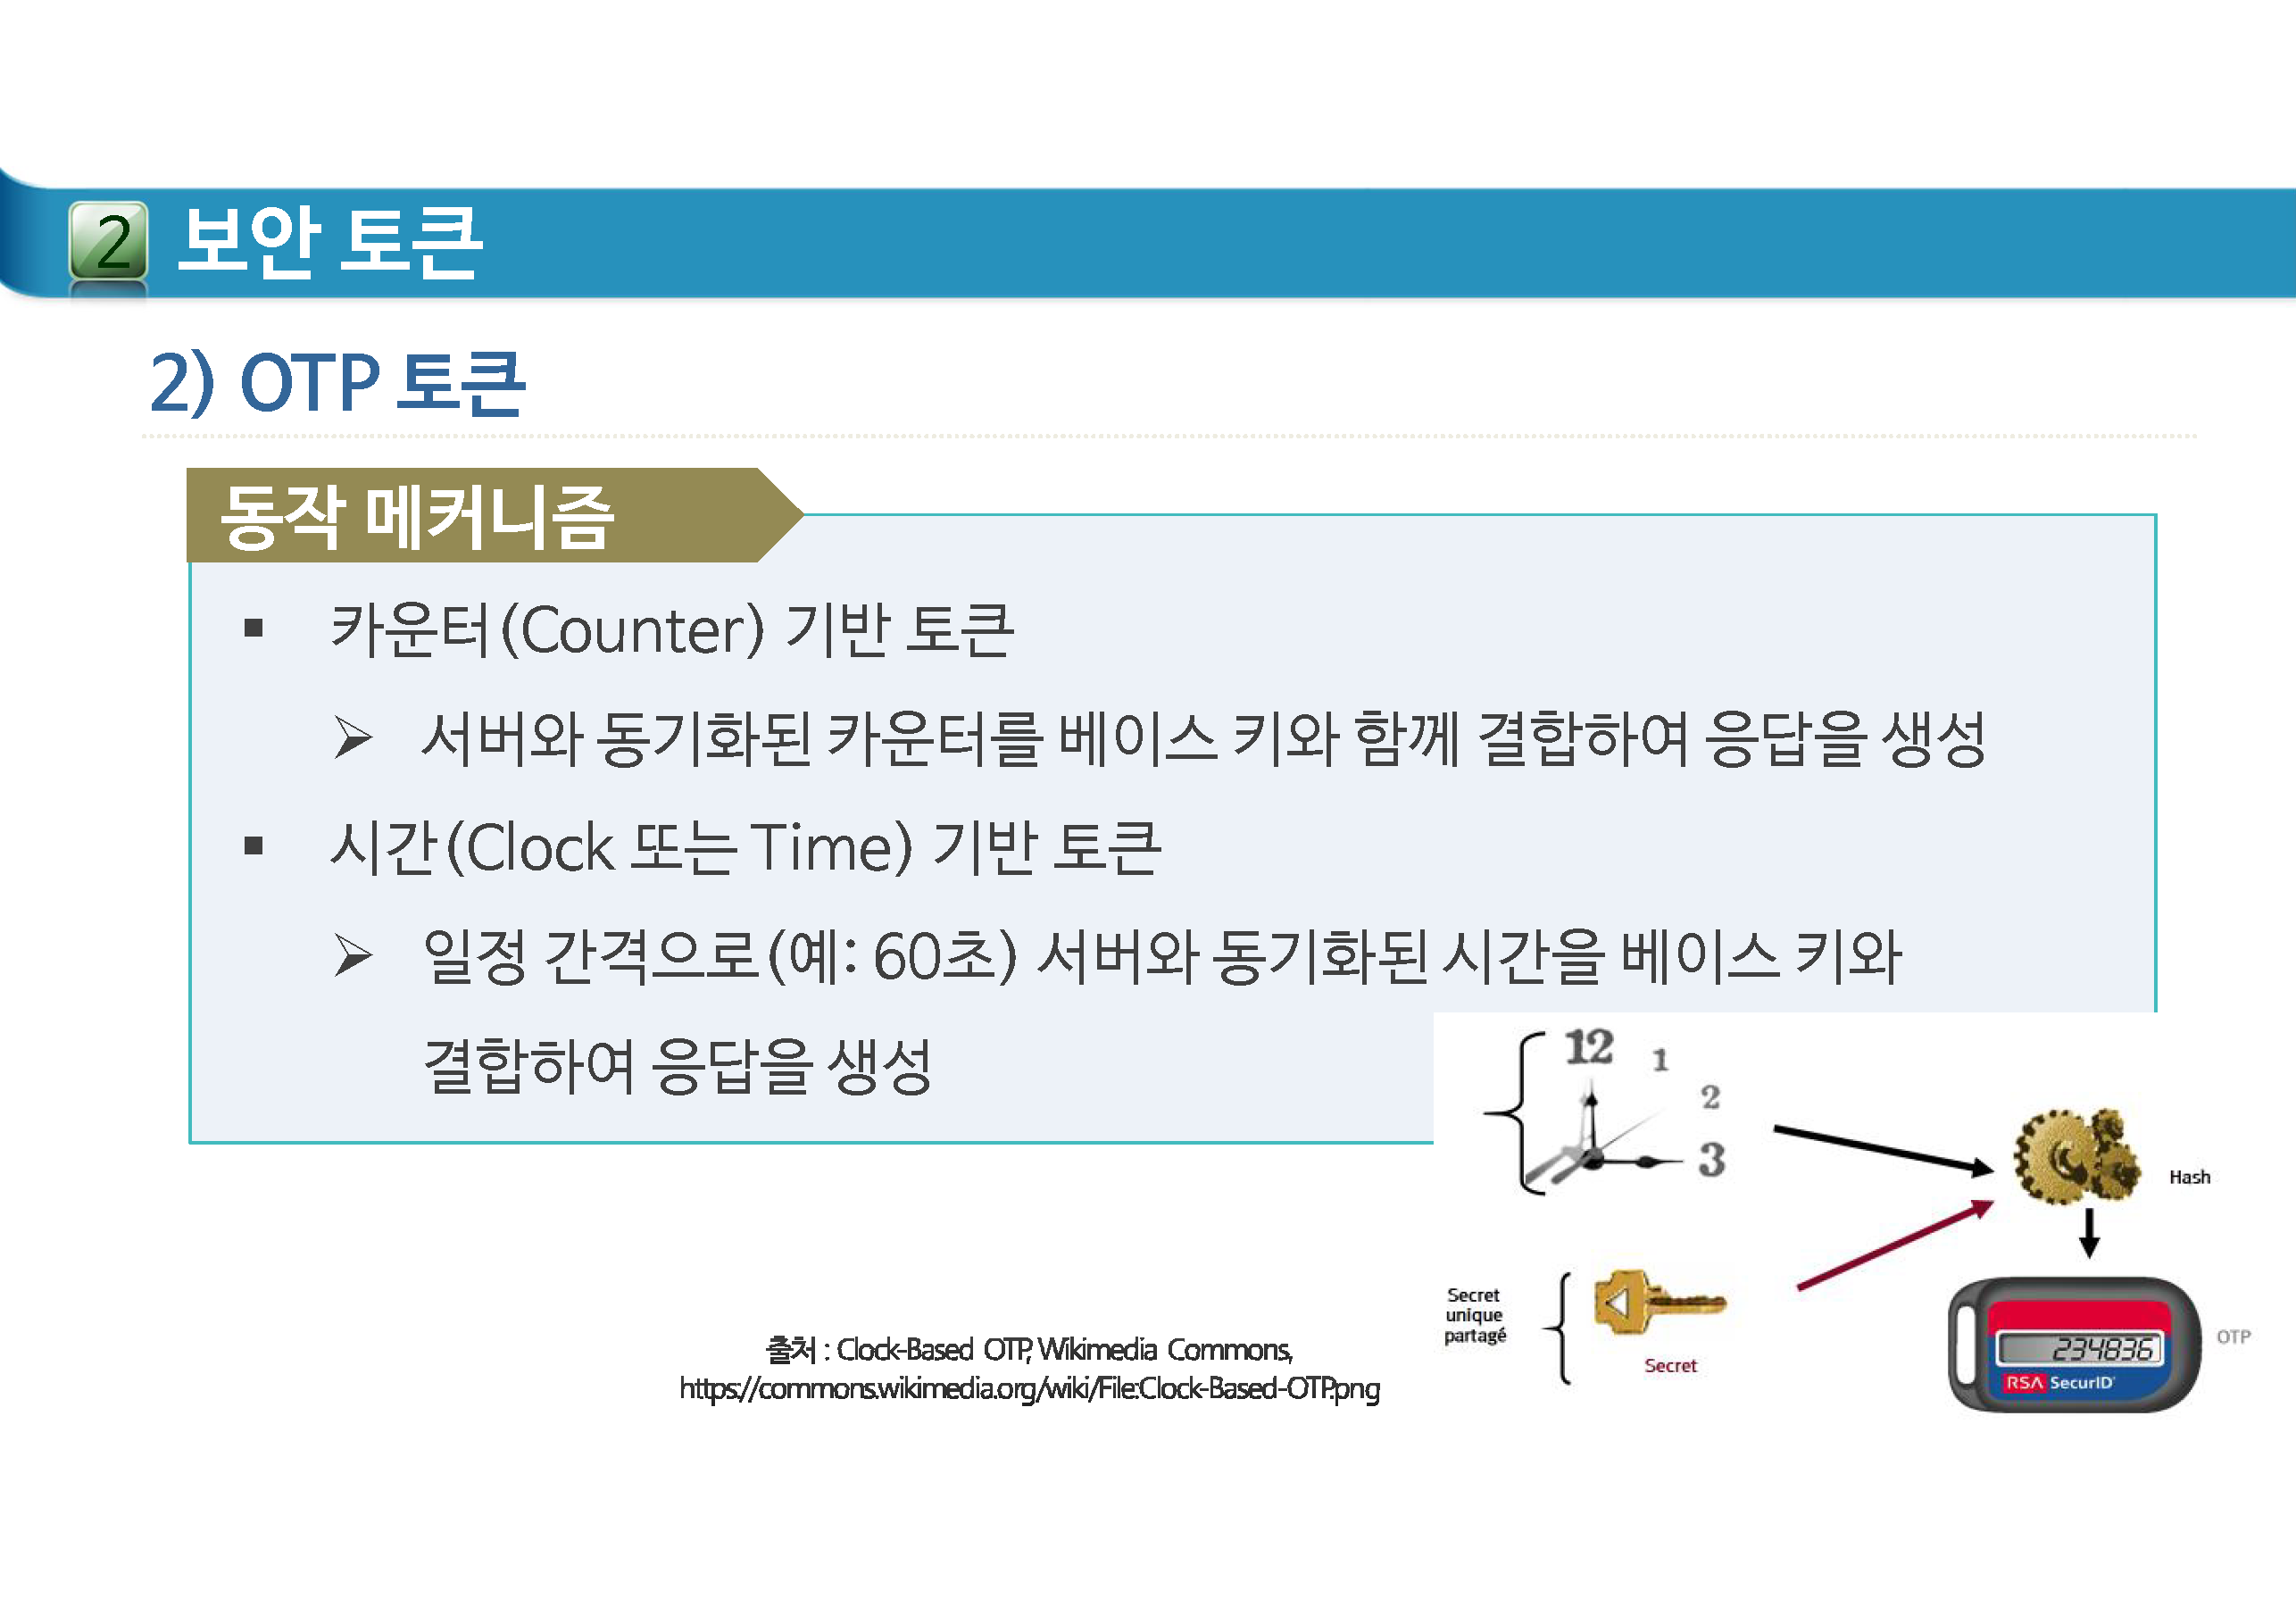 2 보안 토큰
2) OTP 토큰
동작 메커니즘
▪ 카운터(Counter) 기반 토큰
➢ 서버와 동기화된 카운터를 베이스 키와 함께 결합하여 응답을 생성
▪ 시간(Clock 또는 Time) 기반 토큰
➢ 일정 간격으로(예: 60초) 서버와 동기화된 시간을 베이스 키와
결합하여 응답을 생성
12
1
2
3
Hash
Secret
unique
partagé
Secret
234836
RSA SecurID
OTP
출처 : Clock-Based OTP, Wikimedia Commons,
https://commons.wikimedia.org/wiki/File:Clock-Based-OTP.png